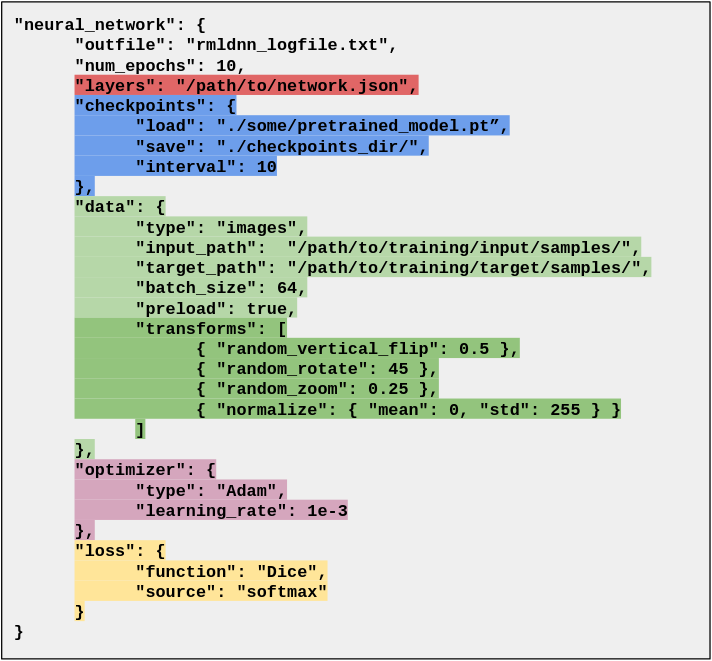 "neural_network": {
"outfile": "rmldnn_logfile.txt",
"num_epochs": 10,
"layers": "/path/to/network.json",
"checkpoints": {
"load": "./some/pretrained_model.pt”,
"save": "./checkpoints_dir/",
"interval": 10
},
"data": {
"type": "images",
"input_path":  "/path/to/training/input/samples/",
"target_path": "/path/to/training/target/samples/",
"batch_size": 64,
"preload": true,
"transforms": [
{ "random_vertical_flip": 0.5 },
{ "random_rotate": 45 },
{ "random_zoom": 0.25 },
{ "normalize": { "mean": 0, "std": 255 } }
]
},
"optimizer": {
"type": "Adam",
"learning_rate": 1e-3
},
"loss": {
"function": "Dice",
"source": "softmax"
}
}